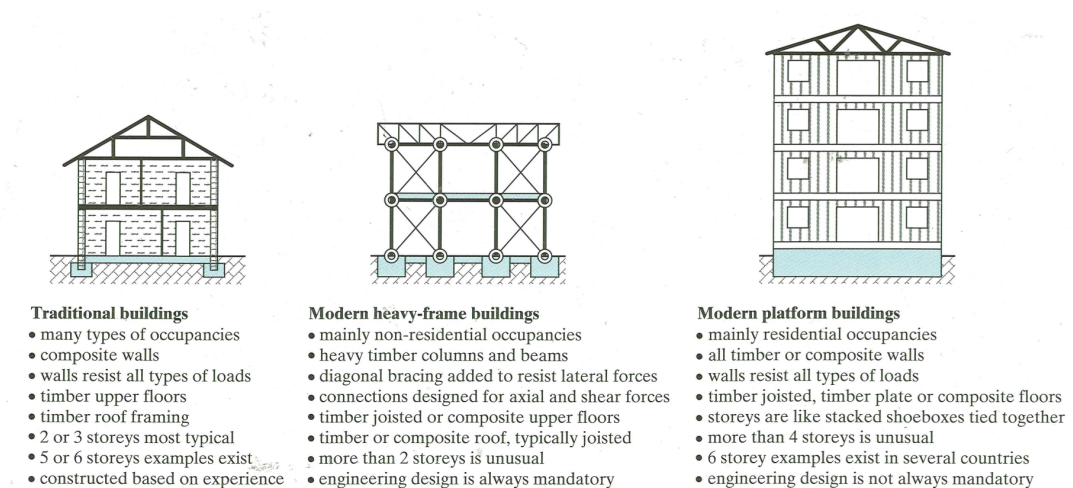 Traditional buildings
• many types of occupancies
• composite walls
• walls resist all types of loads
• timber upper floors
• timber roof framing
• 2 or 3 storeys most typical
• 5 or 6 storeys examples exist
• constructed based on experience
Modern heavy-frame buildings
• mainly non-residential occupancies
• heavy timber columns and beams
• diagonal bracing added to resist lateral forces
• connections designed for axial and shear forces
• timber joisted or composite upper floors
• timber or composite roof, typically joisted
• more than 2 storeys is unusual
• engineering design is always mandatory
Modern platform buildings
• mainly residential occupancies
• all timber or composite walls
• walls resist all types of loads
• timber joisted, timber plate or composite floors
• storeys are like stacked shoeboxes tied together
• more than 4 storeys is unusual
• 6 storey examples exist in several countries
• engineering design is not always mandatory